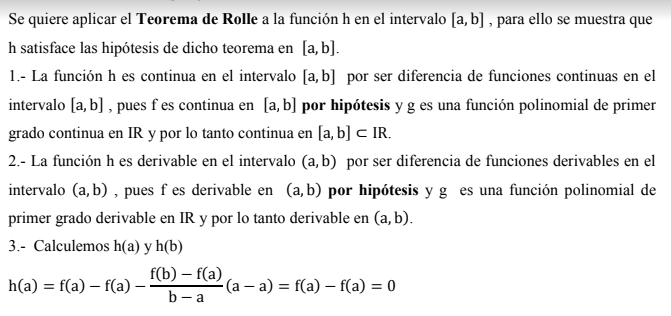 Se quiere aplicar el Teorema de Rolle a la función h en el intervalo [a, b] , para ello se muestra que
h satisface las hipótesis de dicho teorema en [a, b].
1.- La función h es continua en el intervalo [a, b] por ser diferencia de funciones continuas en el
intervalo [a, b] , pues f es continua en [a, b] por hipótesis y g es una función polinomial de primer
grado continua en IR y por lo tanto continua en [a, b] ⊂ IR.
2.- La función h es derivable en el intervalo (a, b) por ser diferencia de funciones derivables en el
intervalo (a, b) , pues f es derivable en (a, b) por hipótesis y g es una función polinomial de
primer grado derivable en IR y por lo tanto derivable en (a, b).
3.- Calculemos h(a) y h(b)
h(a) = f(a) − f(a) − \frac{f(b) − f(a)}{b − a}(a − a) = f(a) − f(a) = 0